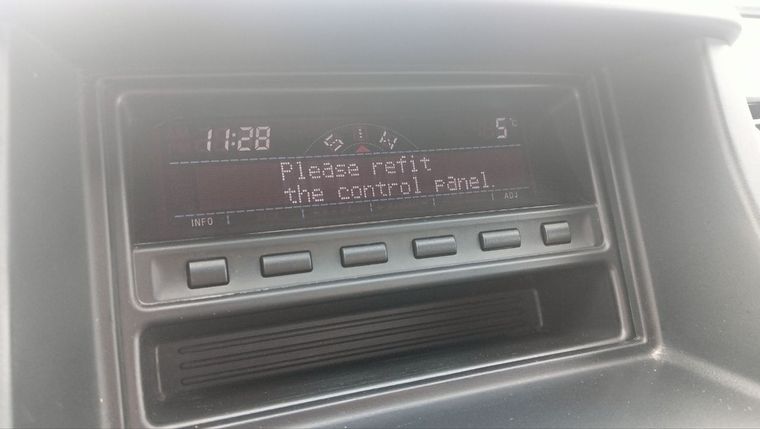 11:28
5°C
Please refit
the control panel.
INFO
ADJ